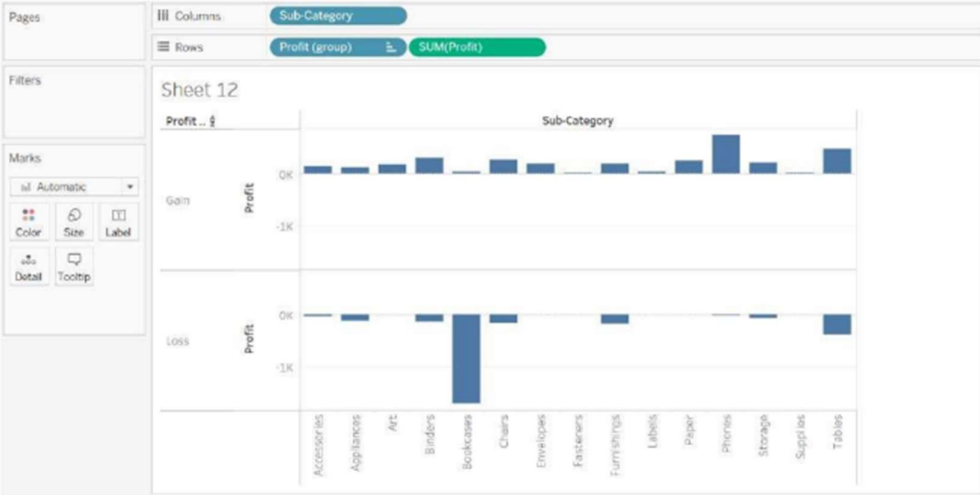 Pages
Columns
Sub-Category
Rows
Profit (group)
SUM(Profit)
Filters
Marks
Automatic
Color
Size
Label
Detail
Tooltip
Sheet 12
Profit ..
Sub-Category
Gain
Profit
0K
-1K
Loss
Profit
0K
-1K
Accessories
Appliances
Art
Binders
Bookcases
Chairs
Envelopes
Fasteners
Furnishings
Labels
Paper
Phones
Storage
Supplies
Tables